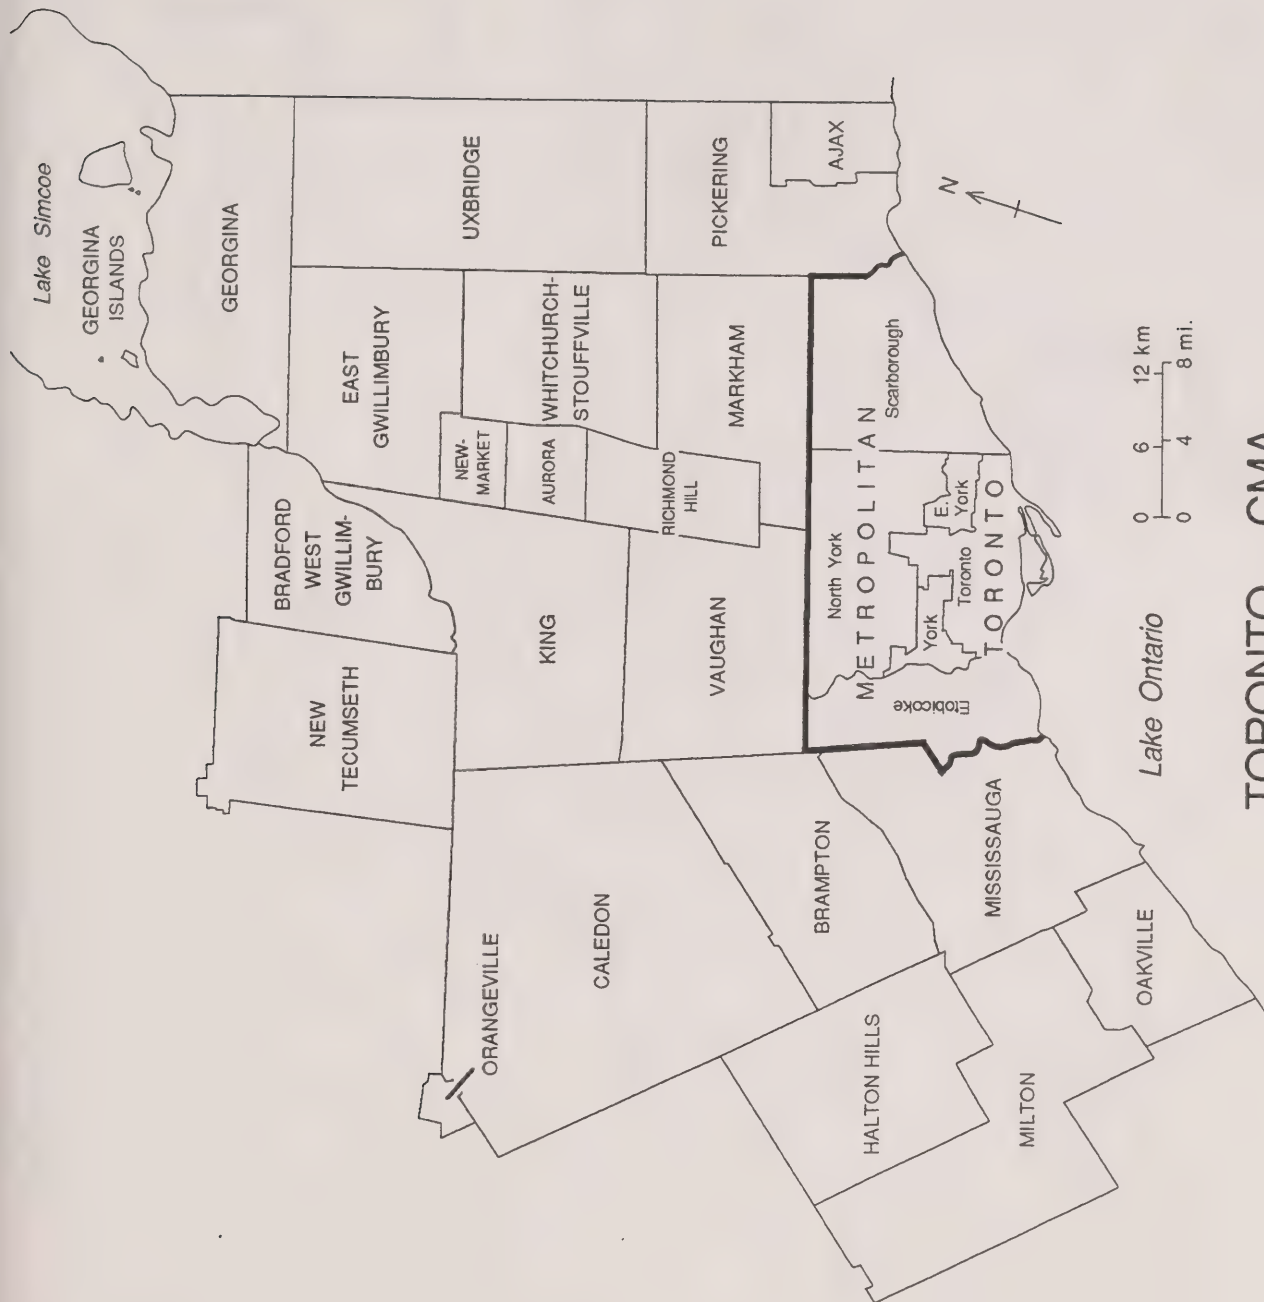 Lake Simcoe
GEORGINA
ISLANDS
GEORGINA
BRADFORD
WEST
GWILLIM-
BURY
EAST
GWILLIMBURY
UXBRIDGE
NEW
TECUMSETH
NEW-
MARKET
AURORA
WHITCHURCH-
STOUFFVILLE
KING
RICHMOND
HILL
MARKHAM
PICKERING
AJAX
VAUGHAN
ORANGEVILLE
CALEDON
BRAMPTON
MISSISSAUGA
HALTON HILLS
MILTON
OAKVILLE
METROPOLITAN
TORONTO
North York
Scarborough
E.
York
York
Toronto
Etobicoke
N
Lake Ontario
0 6 12 km
0 4 8 mi.
TORONTO CMA